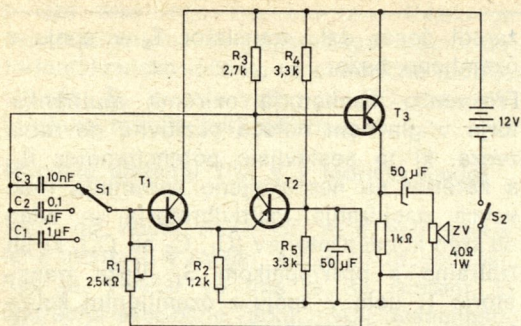 R3
2,7k
R4
3,3k
T3
12V
C3
10nF
S1
C2
0,1
µF
C1
1µF
T1
T2
50µF
S2
R1
2,5kΩ
R2
1,2k
R5
3,3k
50µF
1kΩ
ZV
40Ω
1W